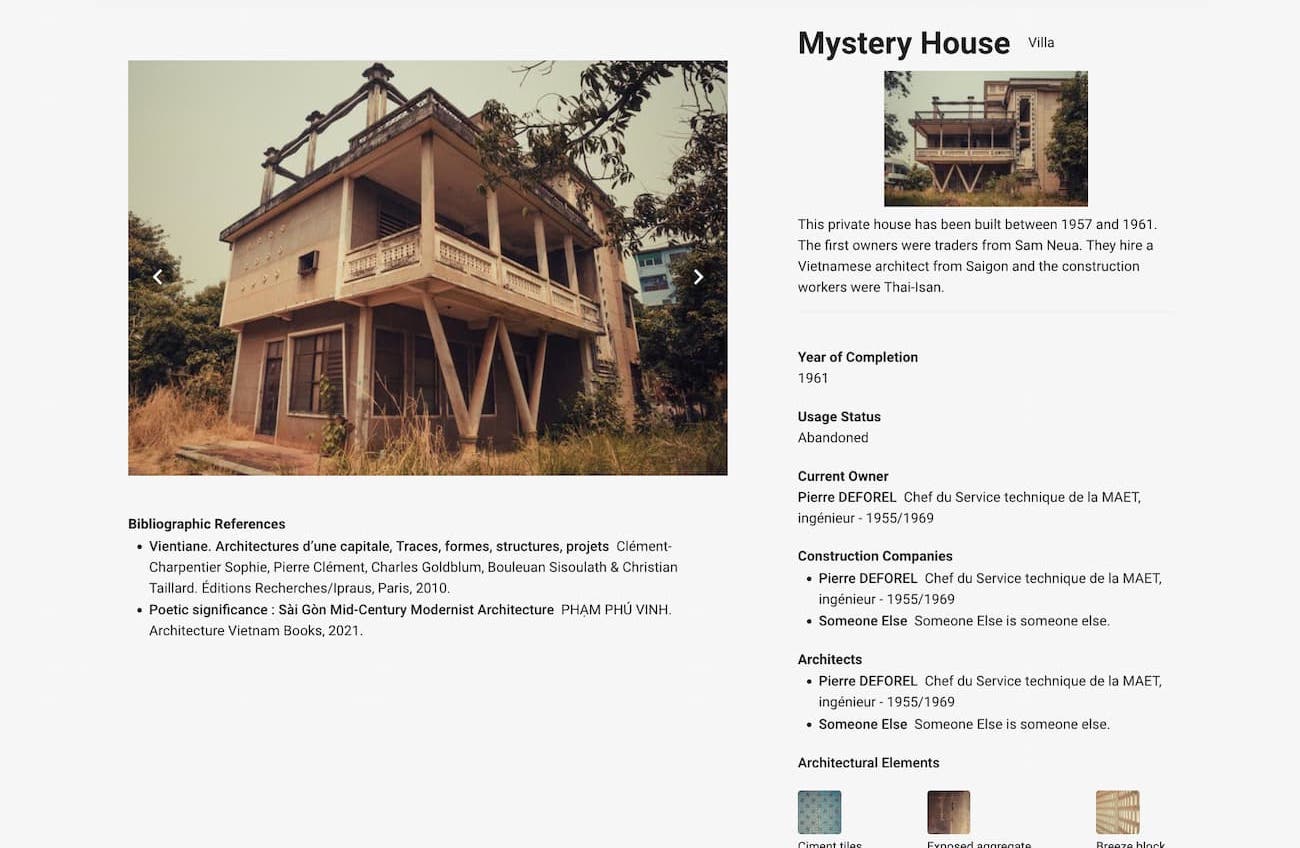 Mystery House Villa
This private house has been built between 1957 and 1961.
The first owners were traders from Sam Neua. They hire a
Vietnamese architect from Saigon and the construction
workers were Thai-Isan.
Year of Completion
1961
Usage Status
Abandoned
Current Owner
Pierre DEFOREL Chef du Service technique de la MAET,
ingénieur - 1955/1969
Construction Companies
• Pierre DEFOREL Chef du Service technique de la MAET,
ingénieur - 1955/1969
• Someone Else Someone Else is someone else.
Architects
• Pierre DEFOREL Chef du Service technique de la MAET,
ingénieur - 1955/1969
• Someone Else Someone Else is someone else.
Architectural Elements
Ciment tiles Exposed aggregate Breeze block
Bibliographic References
• Vientiane. Architectures d’une capitale, Traces, formes, structures, projets Clément-
Charpentier Sophie, Pierre Clément, Charles Goldblum, Bouleuan Sisoulath & Christian
Taillard. Éditions Recherches/Ipraus, Paris, 2010.
• Poetic significance : Sài Gòn Mid-Century Modernist Architecture PHẠM PHÚ VINH.
Architecture Vietnam Books, 2021.